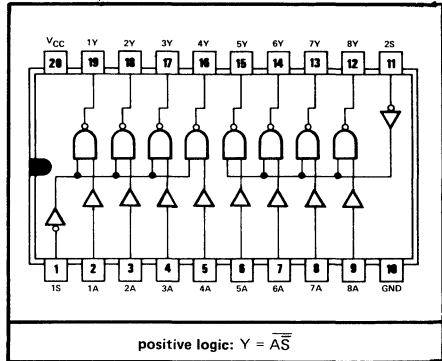 VCC 1Y 2Y 3Y 4Y 5Y 6Y 7Y 8Y 2S
20 19 18 17 16 15 14 13 12 11
1 2 3 4 5 6 7 8 9 10
1S 1A 2A 3A 4A 5A 6A 7A 8A GND
positive logic: Y = \overline{A\overline{S}}